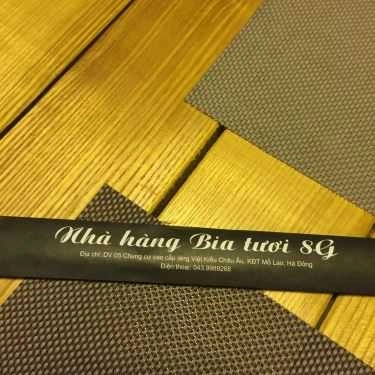 Nhà hàng Bia tươi 8G
Địa chỉ: DV 05 Chung cư cao cấp làng Việt Kiều Châu Âu, KĐT Mỗ Lao, Hà Đông
Điện thoại: 043.9989268